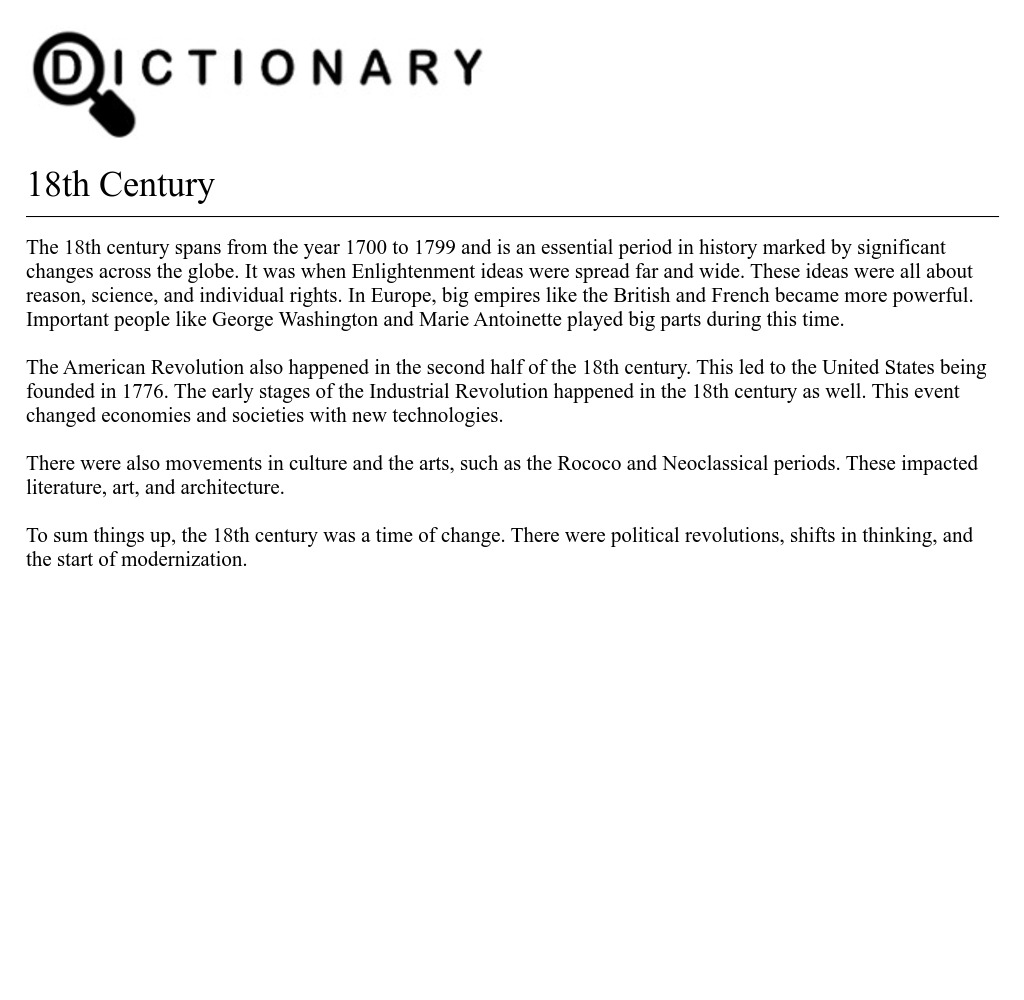 DICTIONARY
18th Century
The 18th century spans from the year 1700 to 1799 and is an essential period in history marked by significant
changes across the globe. It was when Enlightenment ideas were spread far and wide. These ideas were all about
reason, science, and individual rights. In Europe, big empires like the British and French became more powerful.
Important people like George Washington and Marie Antoinette played big parts during this time.
The American Revolution also happened in the second half of the 18th century. This led to the United States being
founded in 1776. The early stages of the Industrial Revolution happened in the 18th century as well. This event
changed economies and societies with new technologies.
There were also movements in culture and the arts, such as the Rococo and Neoclassical periods. These impacted
literature, art, and architecture.
To sum things up, the 18th century was a time of change. There were political revolutions, shifts in thinking, and
the start of modernization.